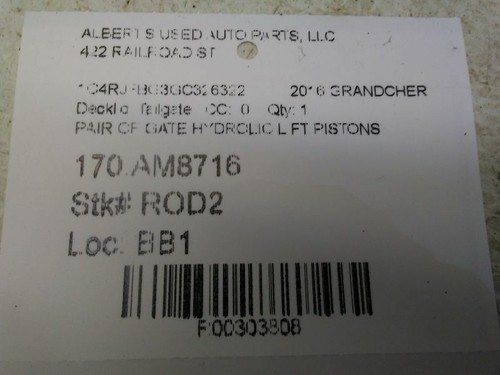 ALBERT'S USED AUTO PARTS, LLC
422 RAILROAD ST
2016 GRANDCHER
Decklid Tailgate CC: 0 Qty: 1
PAIR OF GATE HYDROLIC LIFT PISTONS
170.AM8716
Stk# ROD2
Loc: BB1
F00303808